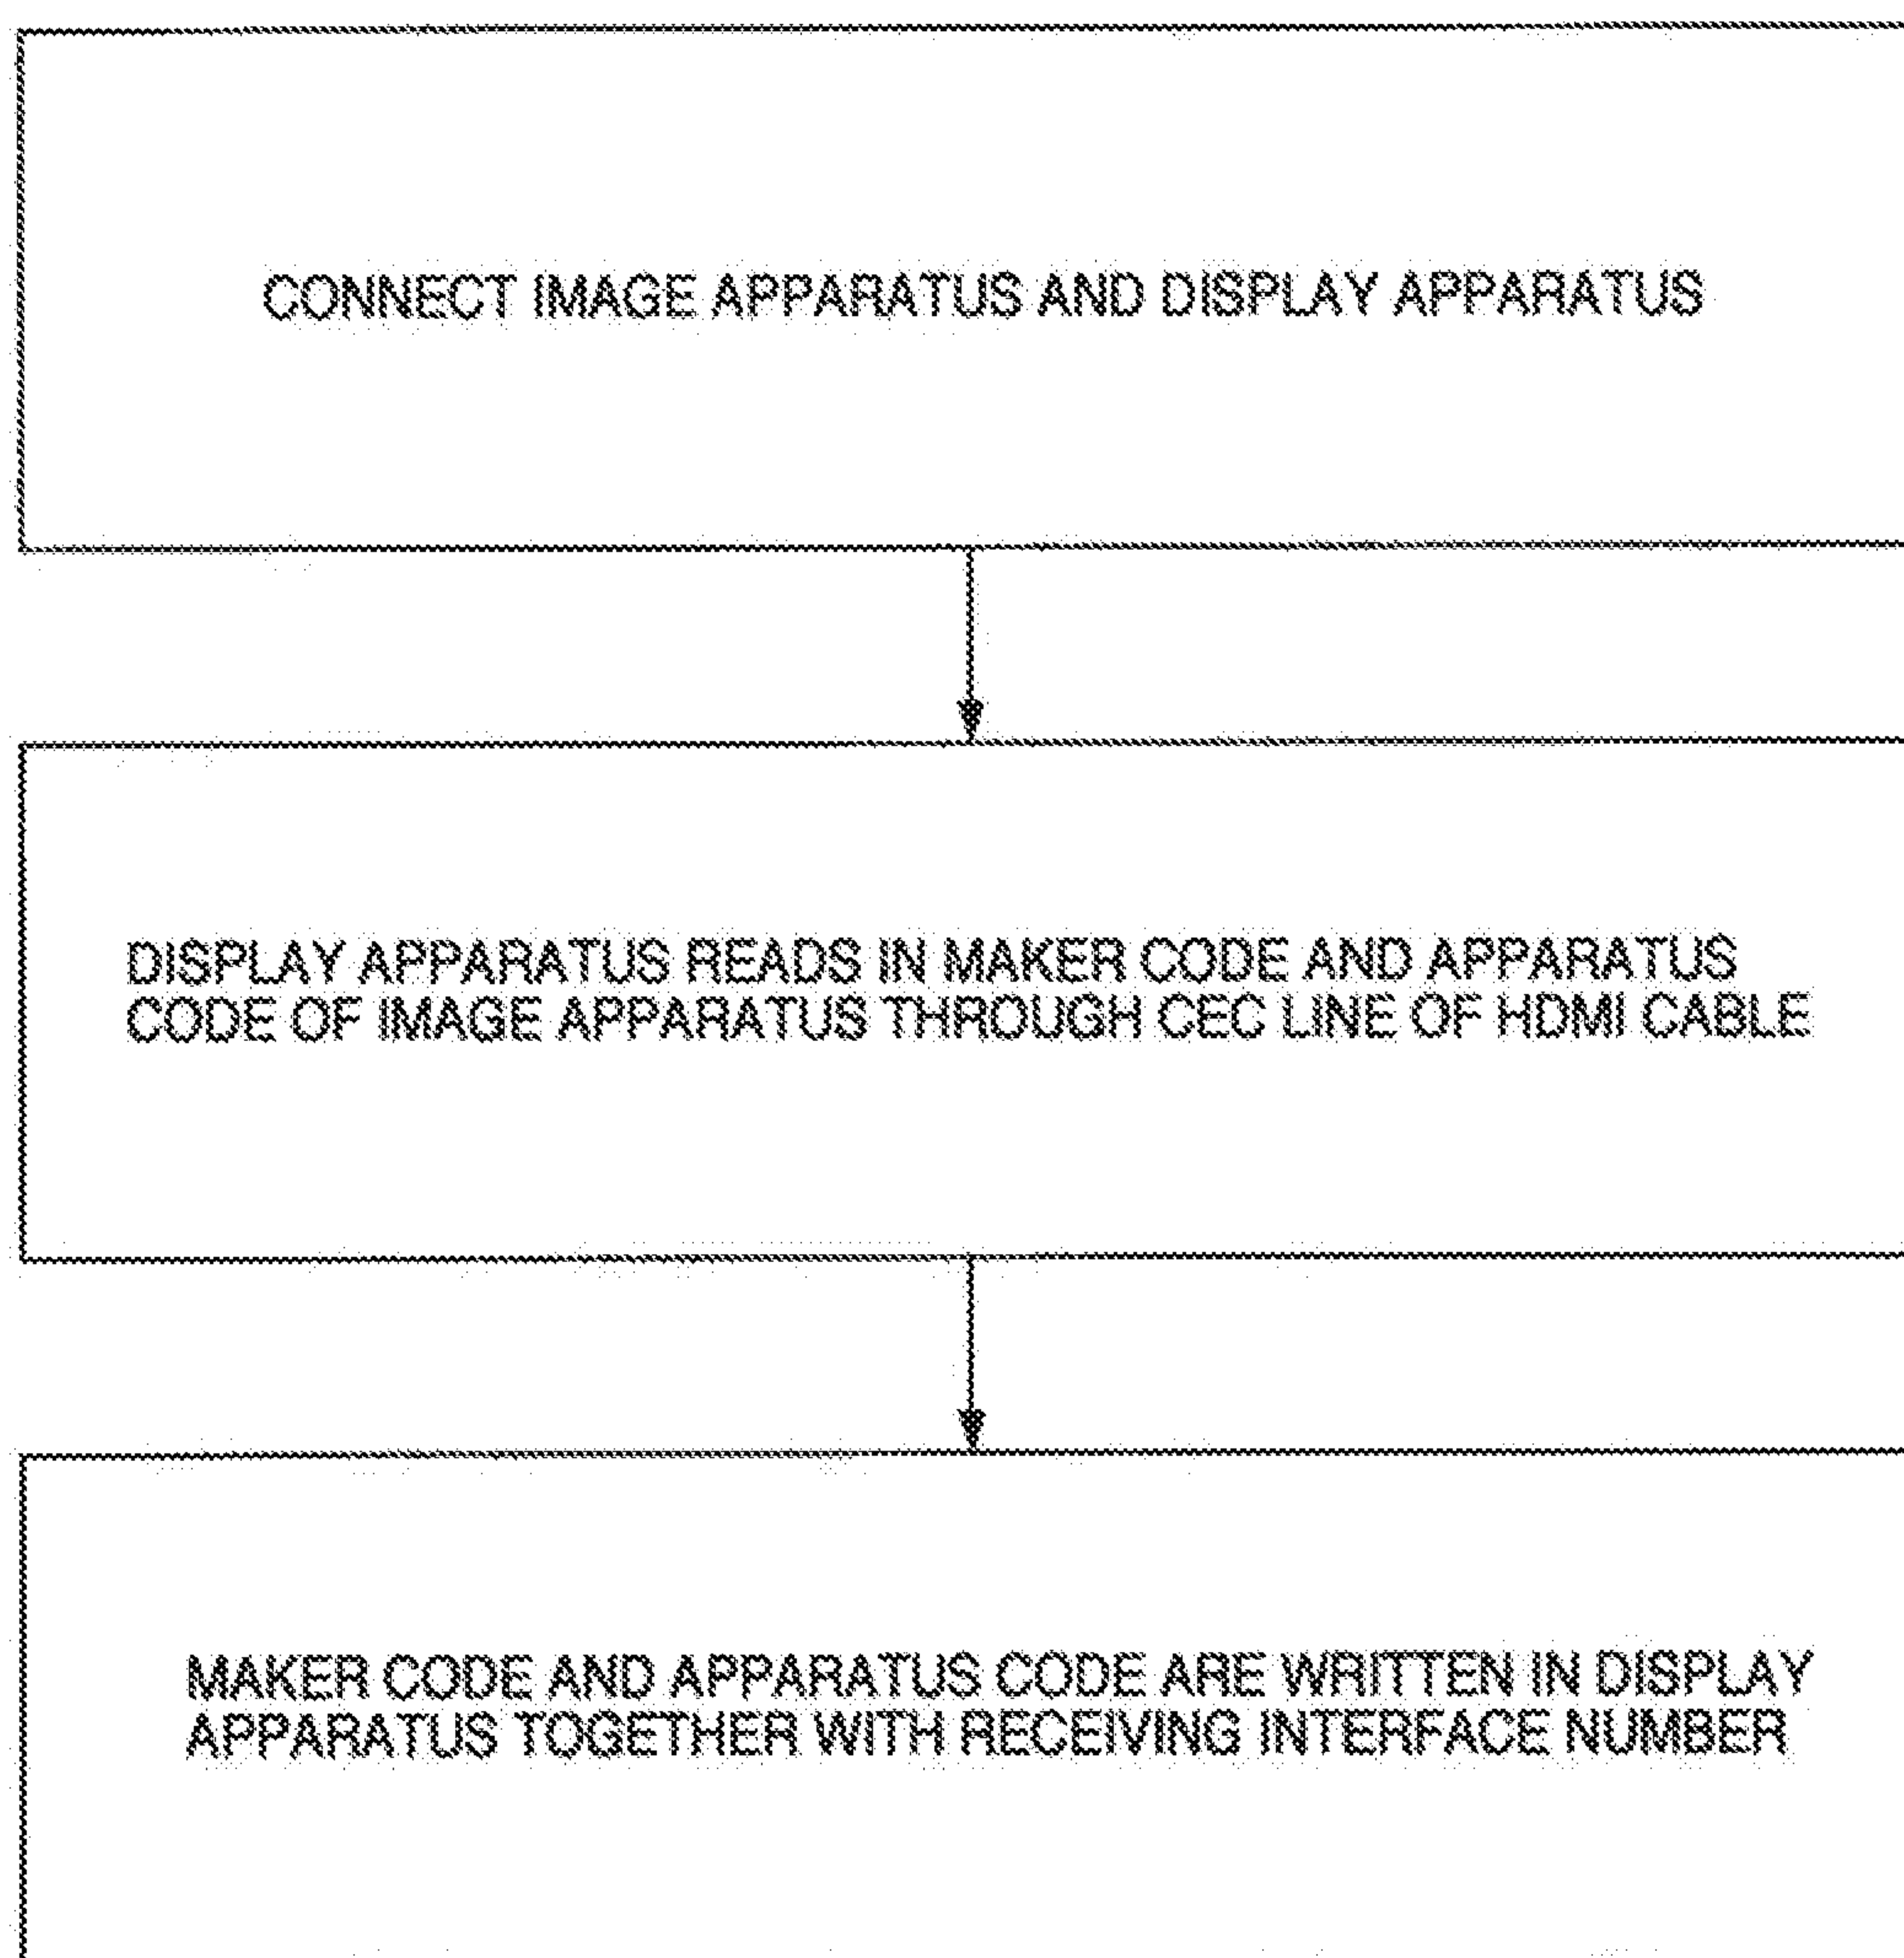 CONNECT IMAGE APPARATUS AND DISPLAY APPARATUS
DISPLAY APPARATUS READS IN MAKER CODE AND APPARATUS
CODE OF IMAGE APPARATUS THROUGH CEC LINE OF HDMI CABLE
MAKER CODE AND APPARATUS CODE ARE WRITTEN IN DISPLAY
APPARATUS TOGETHER WITH RECEIVING INTERFACE NUMBER